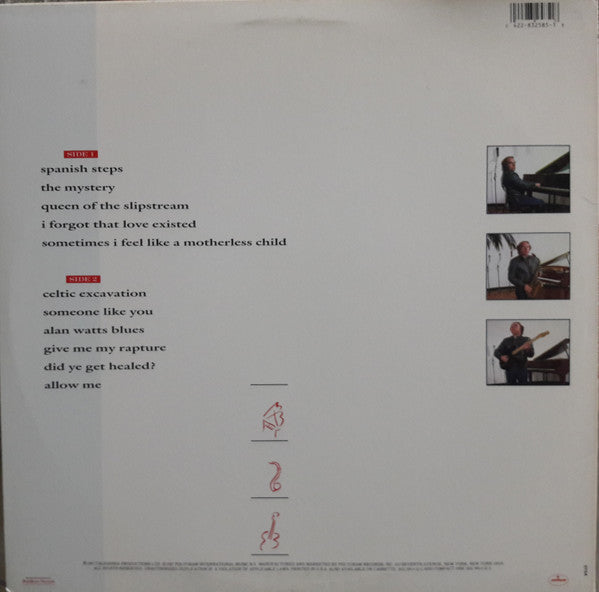 SIDE 1
spanish steps
the mystery
queen of the slipstream
i forgot that love existed
sometimes i feel like a motherless child
SIDE 2
celtic excavation
someone like you
alan watts blues
give me my rapture
did ye get healed?
allow me